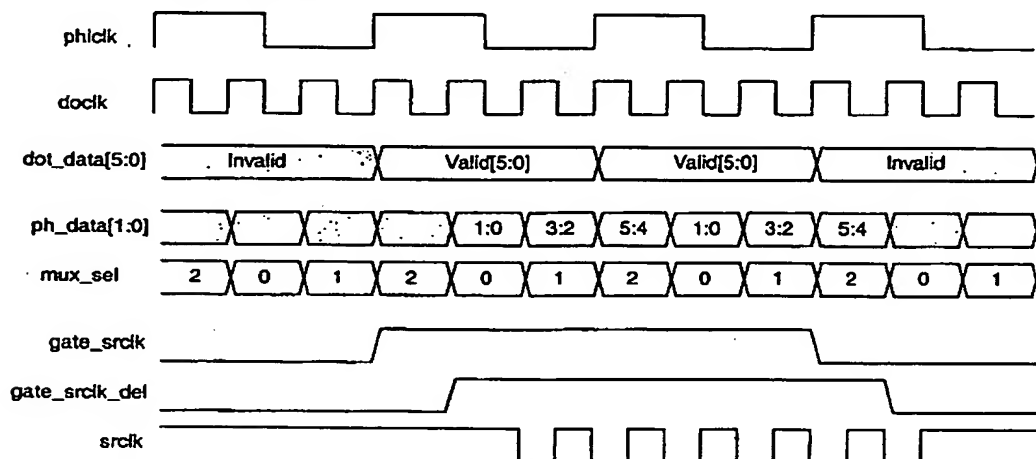 phiclk
doclk
dot_data[5:0] Invalid Valid[5:0] Valid[5:0] Invalid
ph_data[1:0] 1:0 3:2 5:4 1:0 3:2 5:4
mux_sel 2 0 1 2 0 1 2 0 1 2 0 1
gate_srclk
gate_srclk_del
srclk